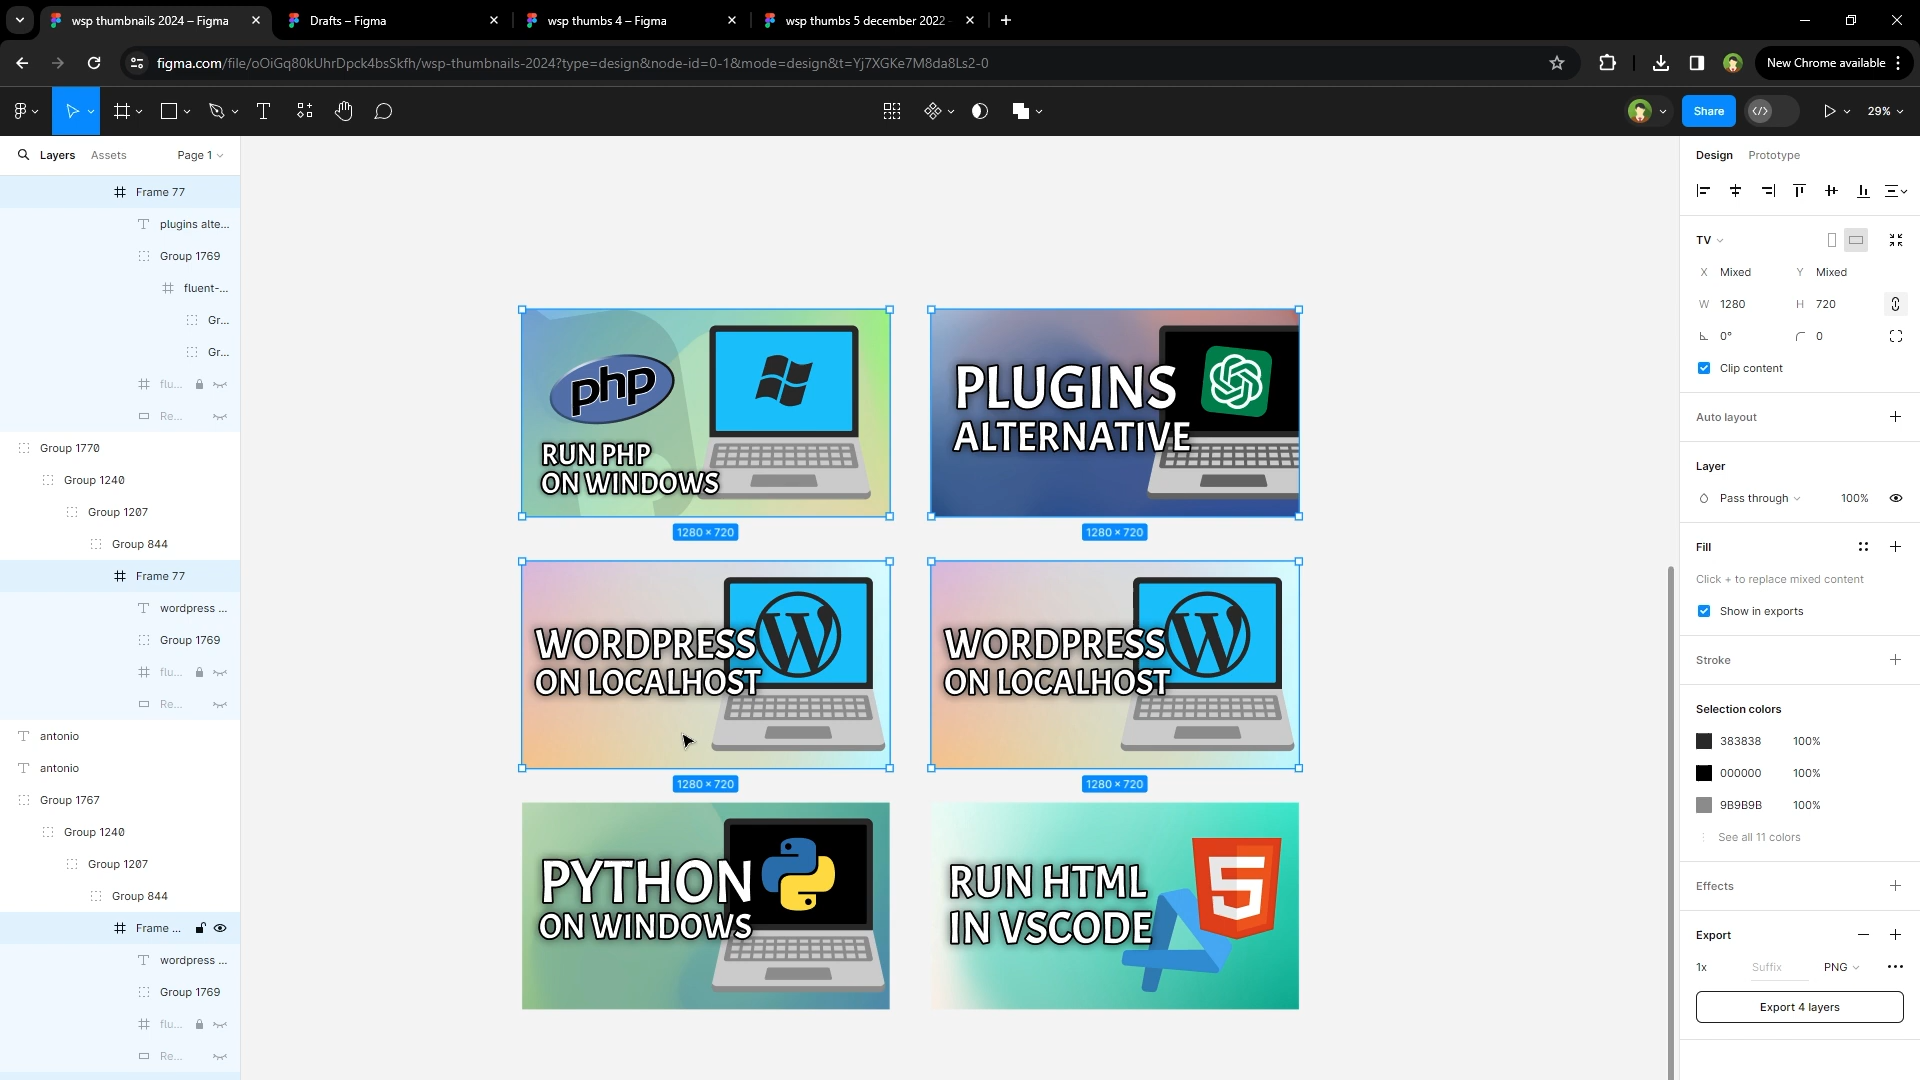 wsp thumbnails 2024 – Figma
Drafts – Figma
wsp thumbs 4 – Figma
wsp thumbs 5 december 2022
figma.com/file/oOiGq80kUhrDpck4bsSkfh/wsp-thumbnails-2024?type=design&node-id=0-1&mode=design&t=Yj7XGKe7M8da8Ls2-0
New Chrome available
Share
29%
Layers
Assets
Page 1
Frame 77
plugins alte...
Group 1769
fluent-...
Gr...
Gr...
flu...
Re...
Group 1770
Group 1240
Group 1207
Group 844
Frame 77
wordpress ...
Group 1769
flu...
Re...
antonio
antonio
Group 1767
Group 1240
Group 1207
Group 844
Frame ...
wordpress ...
Group 1769
flu...
Re...
php
RUN PHP
ON WINDOWS
1280 × 720
PLUGINS
ALTERNATIVE
1280 × 720
WORDPRESS
ON LOCALHOST
1280 × 720
WORDPRESS
ON LOCALHOST
1280 × 720
PYTHON
ON WINDOWS
RUN HTML
IN VSCODE
5
Design
Prototype
TV
X Mixed Y Mixed
W 1280 H 720
0° 0
Clip content
Auto layout
Layer
Pass through 100%
Fill
Click + to replace mixed content
Show in exports
Stroke
Selection colors
383838 100%
000000 100%
9B9B9B 100%
See all 11 colors
Effects
Export
1x Suffix PNG
Export 4 layers